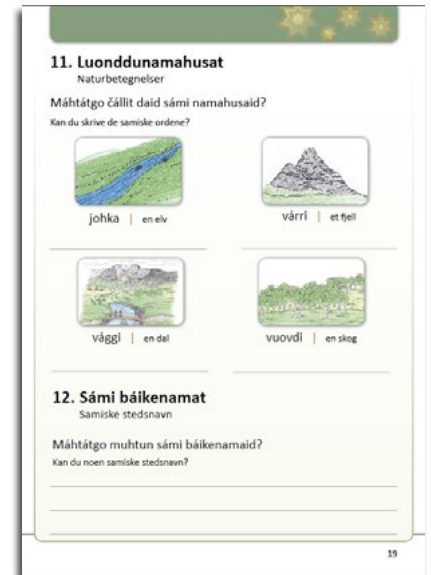 11. Luonddunamahusat
Naturbetegnelser
Máhtátgo čállit daid sámi namahusaid?
Kan du skrive de samiske ordene?
johka | en elv
várri | et fjell
vággi | en dal
vuovdi | en skog
12. Sámi báikenamat
Samiske stedsnavn
Máhtátgo muhtun sámi báikenamaid?
Kan du noen samiske stedsnavn?
19